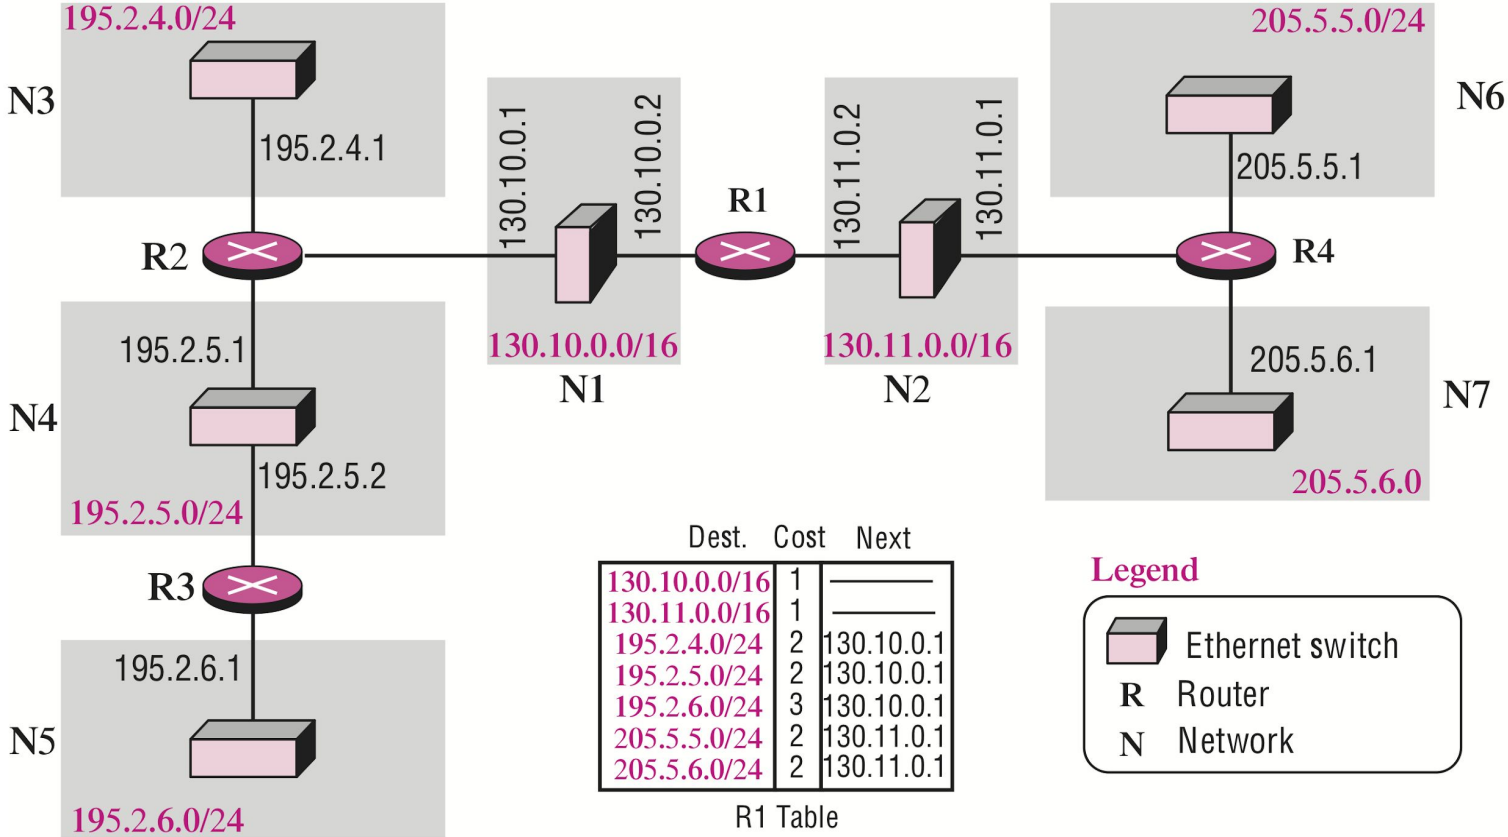 195.2.4.0/24
N3
195.2.4.1
R2
195.2.5.1
N4
195.2.5.2
195.2.5.0/24
R3
195.2.6.1
N5
195.2.6.0/24
130.10.0.1
130.10.0.2
130.10.0.0/16
N1
R1
130.11.0.2
130.11.0.1
130.11.0.0/16
N2
205.5.5.0/24
N6
205.5.5.1
R4
205.5.6.1
N7
205.5.6.0
Dest. Cost Next
130.10.0.0/16 1
130.11.0.0/16 1
195.2.4.0/24 2 130.10.0.1
195.2.5.0/24 2 130.10.0.1
195.2.6.0/24 3 130.10.0.1
205.5.5.0/24 2 130.11.0.1
205.5.6.0/24 2 130.11.0.1
R1 Table
Legend
Ethernet switch
R Router
N Network